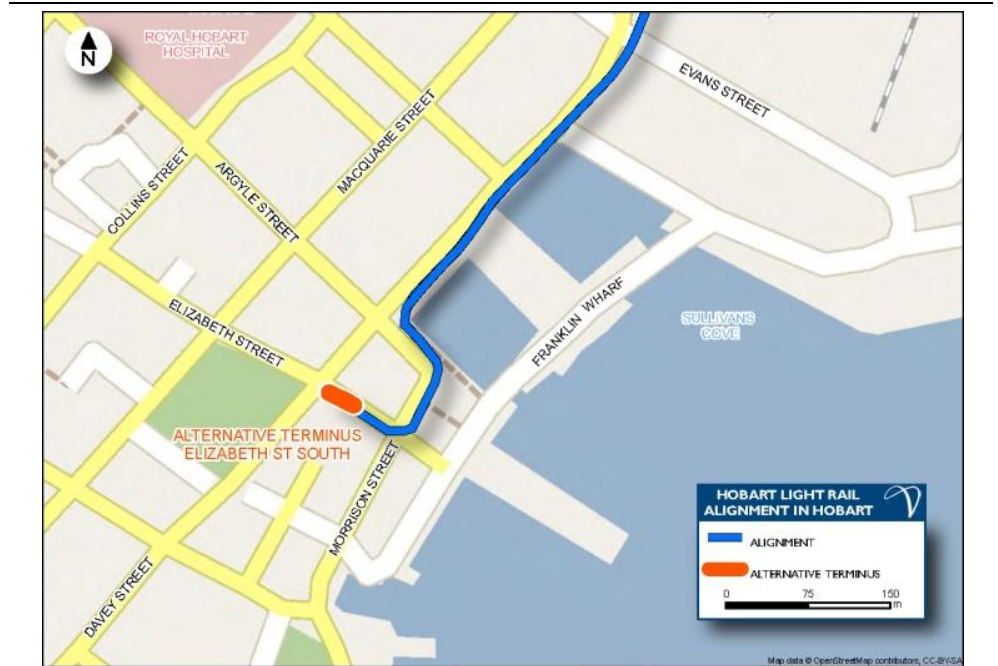 N
ROYAL HOBART
HOSPITAL
EVANS STREET
MACQUARIE STREET
COLLINS STREET
ARGYLE STREET
ELIZABETH STREET
FRANKLIN WHARF
SULLIVANS
COVE
ALTERNATIVE TERMINUS
ELIZABETH ST SOUTH
MORRISON STREET
DAVEY STREET
HOBART LIGHT RAIL
ALIGNMENT IN HOBART
ALIGNMENT
ALTERNATIVE TERMINUS
0 75 150
m
Map data © OpenStreetMap contributors, CC-BY-SA